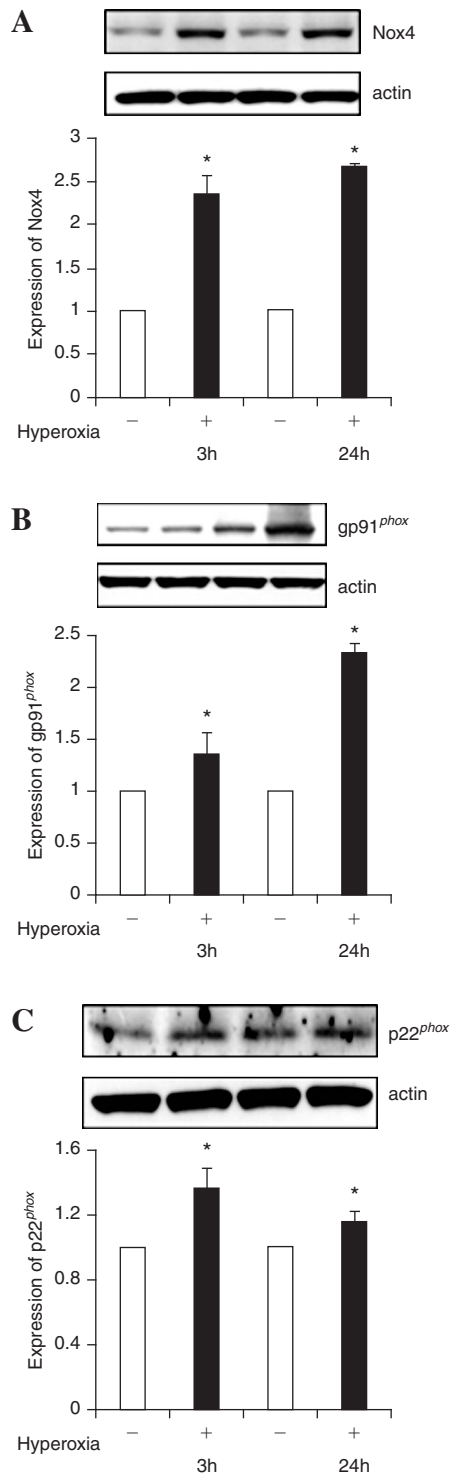 A
Nox4
actin
Expression of Nox4
3
2.5
2
1.5
1
0.5
0
* *
Hyperoxia − + − +
3h 24h
B
gp91phox
actin
Expression of gp91phox
2.5
2
1.5
1
0.5
0
* *
Hyperoxia − + − +
3h 24h
C
p22phox
actin
Expression of p22phox
1.6
1.2
0.8
0.4
0
* *
Hyperoxia − + − +
3h 24h